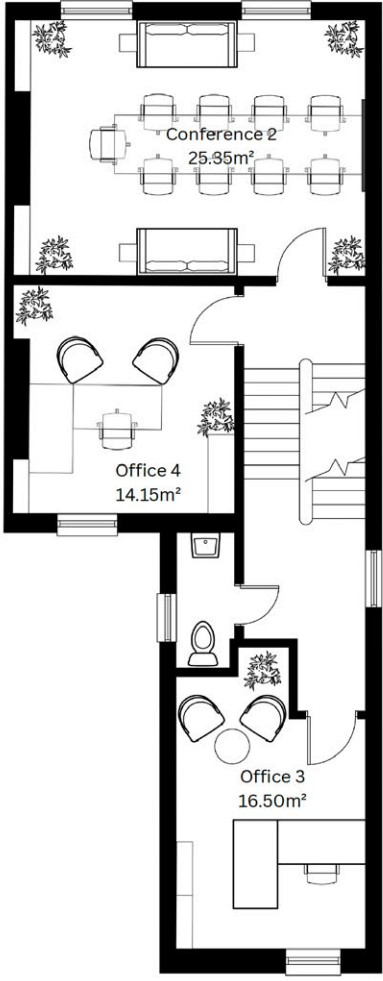 Conference 2
25.35m²
Office 4
14.15m²
Office 3
16.50m²